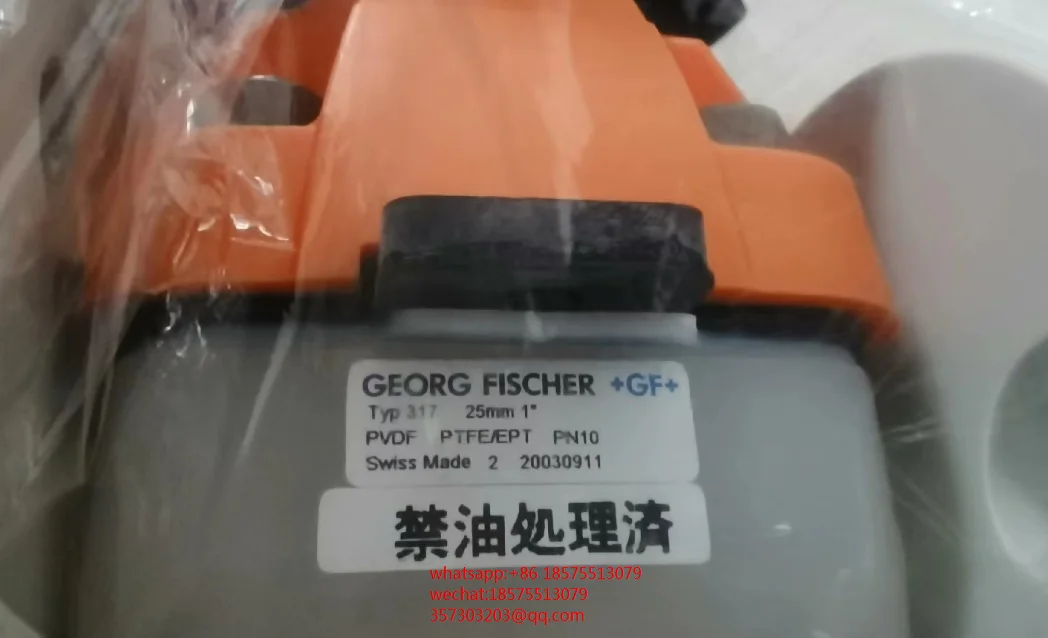 GEORG FISCHER +GF+
Typ 317 25mm 1"
PVDF PTFE/EPT PN10
Swiss Made 2 20030911
禁油処理済
whatsapp:+86 18575513079
wechat:18575513079
357303203@qq.com